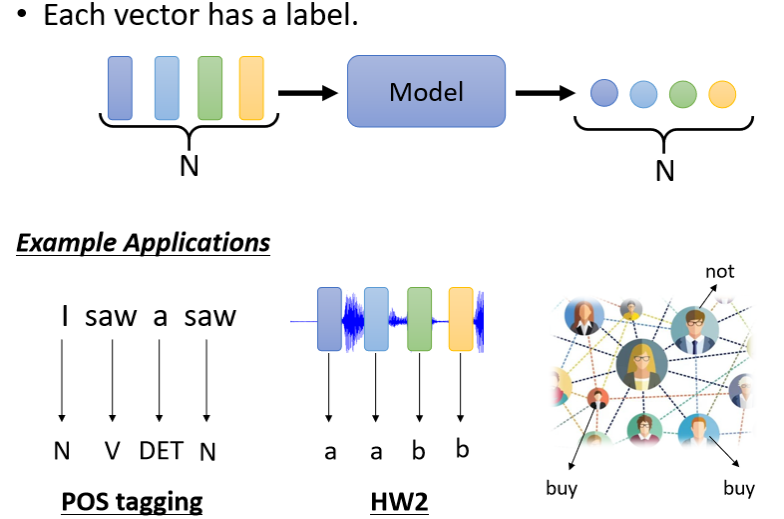 • Each vector has a label.
Model
N
N
Example Applications
not
I saw a saw
N V DET N
a a b b
buy
buy
POS tagging
HW2